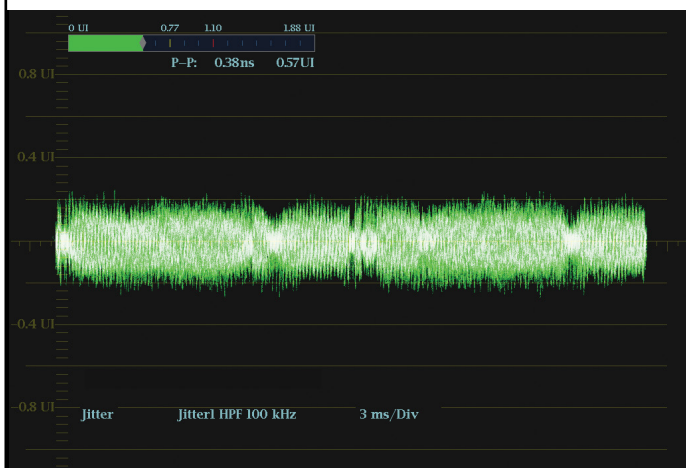 0 UI 0.77 1.10 1.88 UI
P–P: 0.38ns 0.57UI
0.8 UI
0.4 UI
-0.4 UI
-0.8 UI
Jitter Jitter1 HPF 100 kHz 3 ms/Div